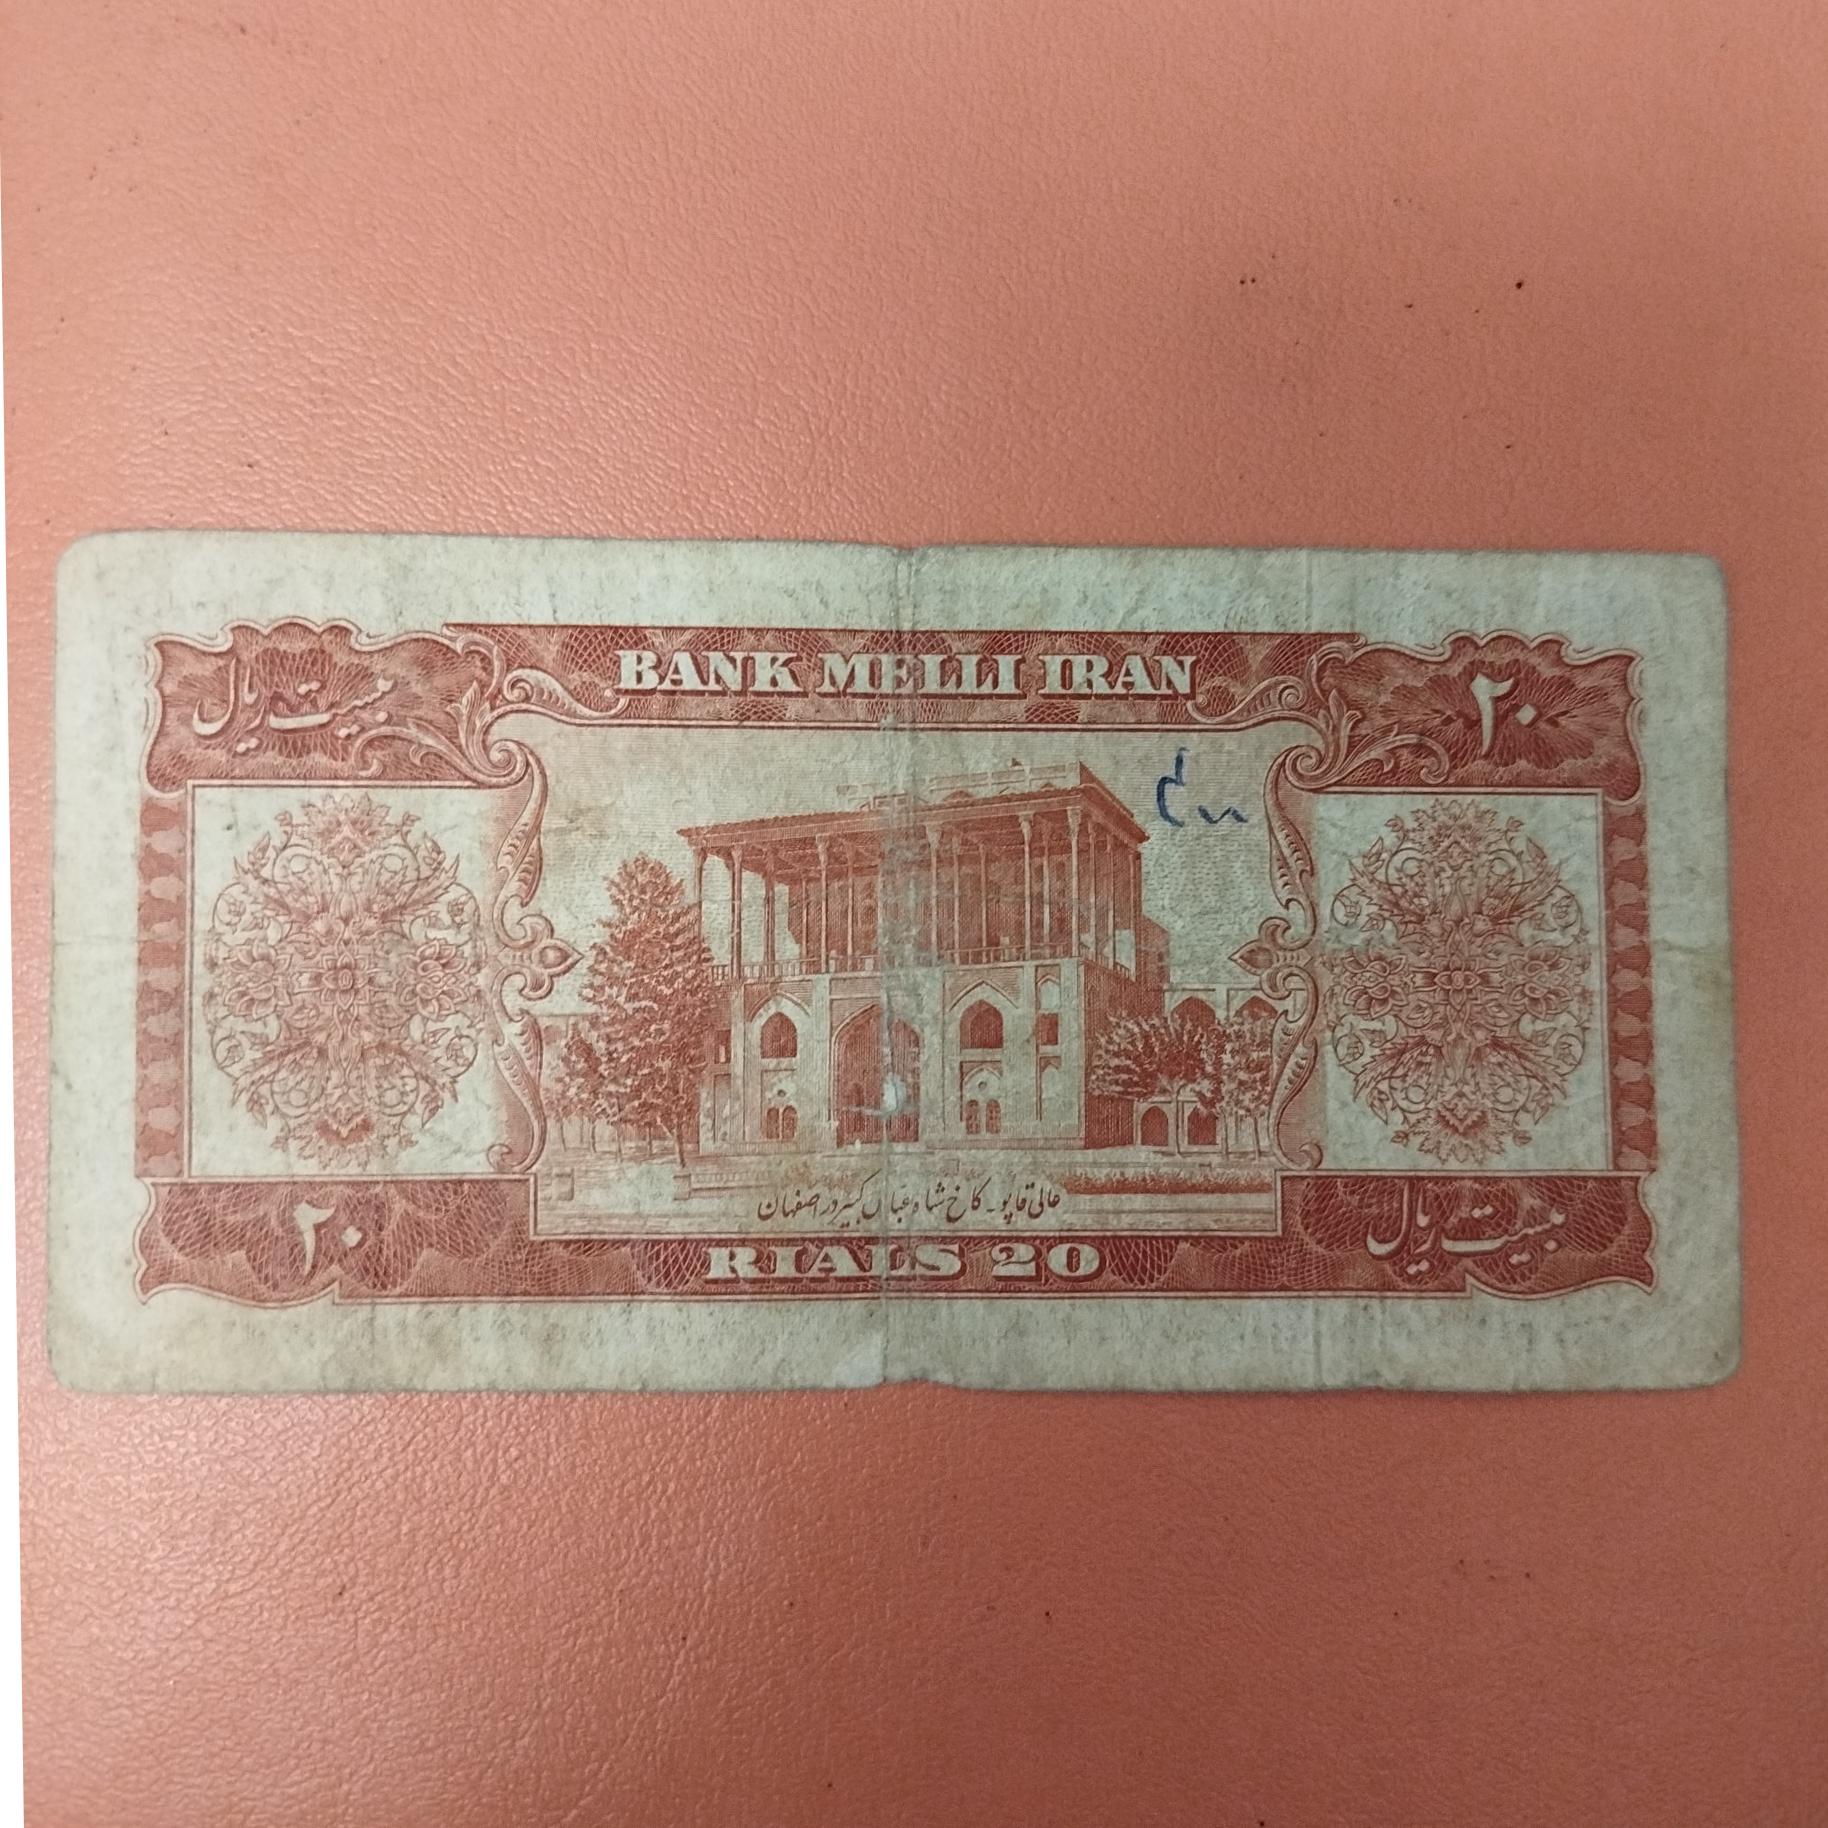 BANK MELLI IRAN
بیست ریال
۲۰
عالی قاپو - کاخ شاه عباس کبیر در اصفهان
۲۰
RIALS 20
بیست ریال